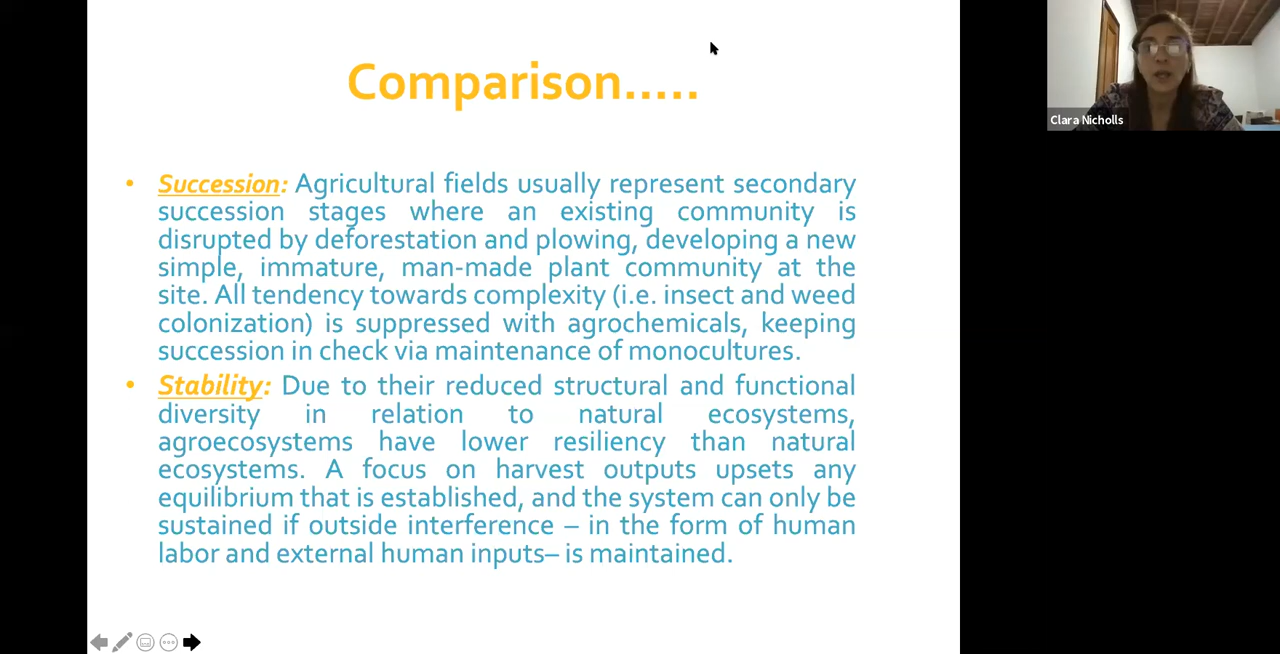 Comparison.....
Clara Nicholls
• Succession: Agricultural fields usually represent secondary
succession stages where an existing community is
disrupted by deforestation and plowing, developing a new
simple, immature, man-made plant community at the
site. All tendency towards complexity (i.e. insect and weed
colonization) is suppressed with agrochemicals, keeping
succession in check via maintenance of monocultures.
• Stability: Due to their reduced structural and functional
diversity in relation to natural ecosystems,
agroecosystems have lower resiliency than natural
ecosystems. A focus on harvest outputs upsets any
equilibrium that is established, and the system can only be
sustained if outside interference – in the form of human
labor and external human inputs– is maintained.